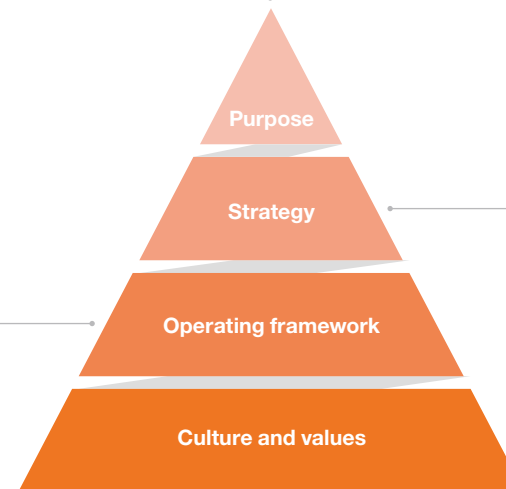 Purpose
Strategy
Operating framework
Culture and values